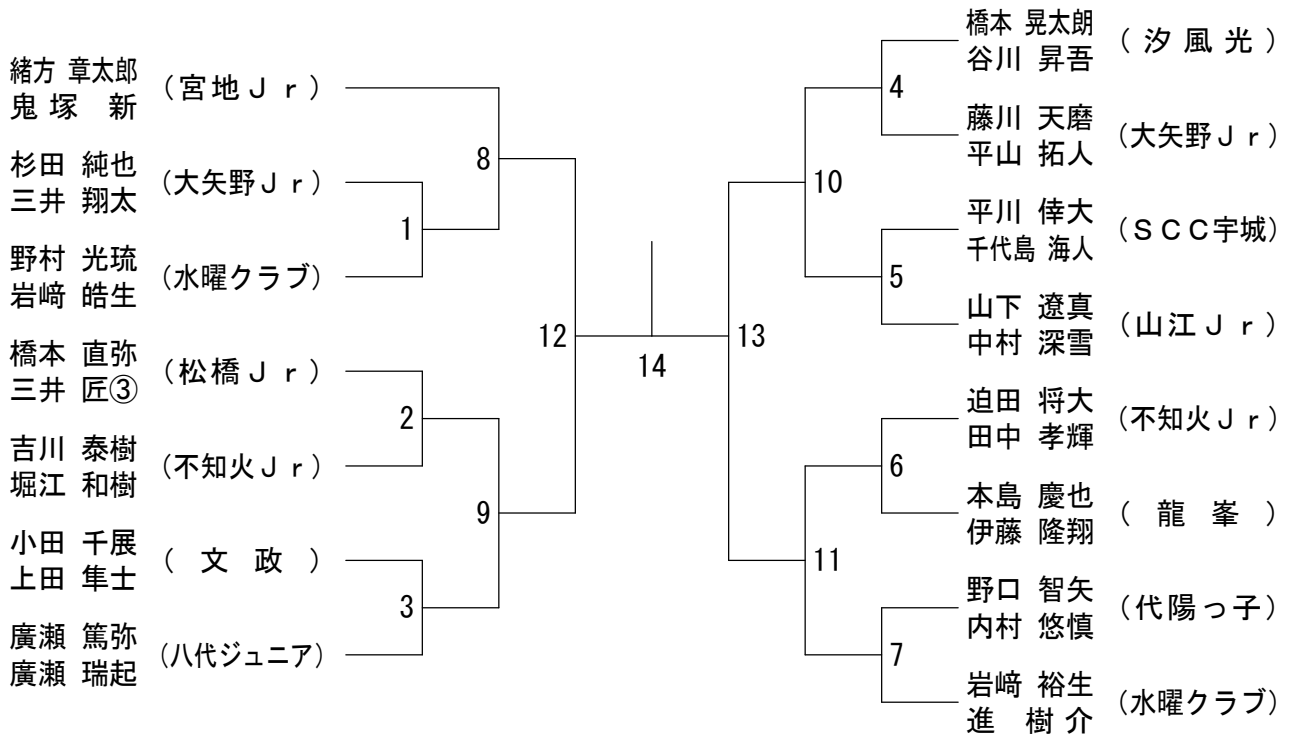 緒方 章太郎
鬼塚 新
(宮地Jr)
杉田 純也
三井 翔太
(大矢野Jr)
野村 光琉
岩﨑 皓生
(水曜クラブ)
橋本 直弥
三井 匠③
(松橋Jr)
吉川 泰樹
堀江 和樹
(不知火Jr)
小田 千展
上田 隼士
(文政)
廣瀬 篤弥
廣瀬 瑞起
(八代ジュニア)
8
1
2
9
3
12
14
13
橋本 晃太朗
谷川 昇吾
(汐風光)
藤川 天磨
平山 拓人
(大矢野Jr)
平川 倖大
千代島 海人
(SCC宇城)
山下 遼真
中村 深雪
(山江Jr)
迫田 将大
田中 孝輝
(不知火Jr)
本島 慶也
伊藤 隆翔
(龍峯)
野口 智矢
内村 悠慎
(代陽っ子)
岩﨑 裕生
進 樹介
(水曜クラブ)
4
10
5
6
11
7